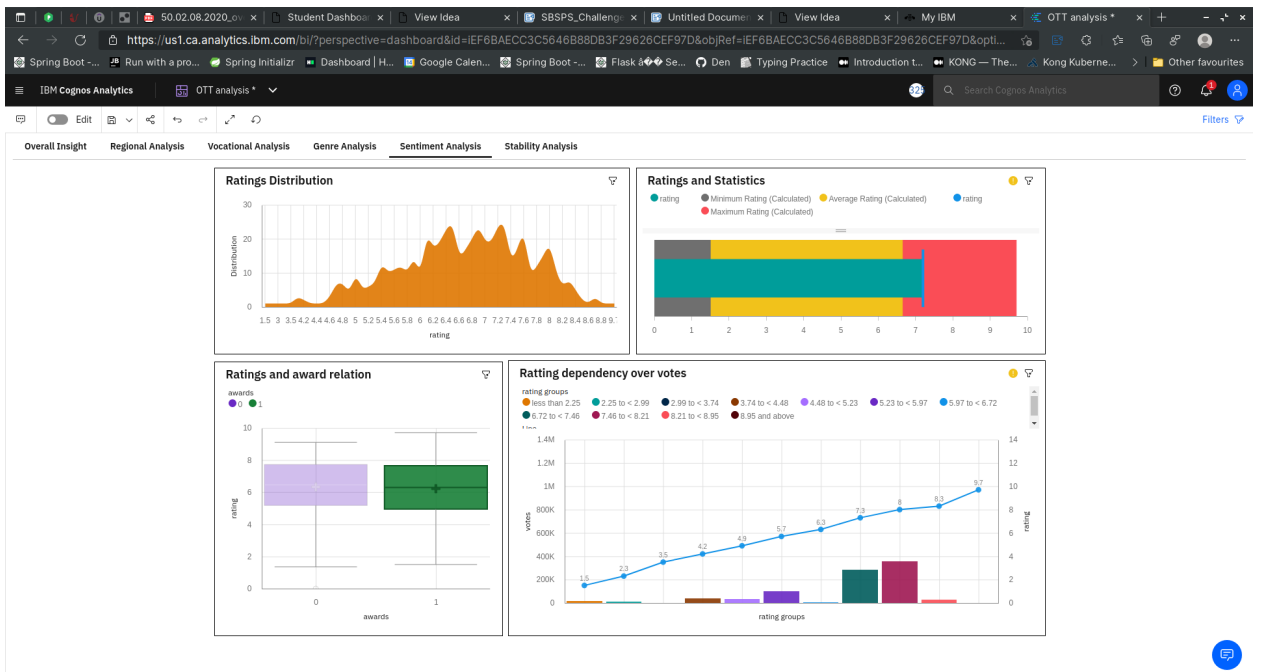 50.02.08.2020_ov
Student Dashboar
View Idea
SBSPS_Challenge
Untitled Documen
View Idea
My IBM
OTT analysis *
https://us1.ca.analytics.ibm.com/bi/?perspective=dashboard&id=iEF6BAECC3C5646B88DB3F29626CEF97D&objRef=iEF6BAECC3C5646B88DB3F29626CEF97D&opti...
Spring Boot -... Run with a pro... Spring Initializr Dashboard | H... Google Calen... Spring Boot -... Flask â�� Se... Den Typing Practice Introduction t... KONG — The... Kong Kuberne... Other favourites
IBM Cognos Analytics OTT analysis * Search Cognos Analytics
Edit Filters
Overall Insight Regional Analysis Vocational Analysis Genre Analysis Sentiment Analysis Stability Analysis
Ratings Distribution
30
20
10
0
Distribution
1.5 3 3.5 4.2 4.4 4.6 4.8 5 5.2 5.4 5.6 5.8 6 6.2 6.4 6.6 6.8 7 7.2 7.4 7.6 7.8 8 8.2 8.4 8.6 8.8 9.
rating
Ratings and Statistics
rating Minimum Rating (Calculated) Average Rating (Calculated) rating
Maximum Rating (Calculated)
0 1 2 3 4 5 6 7 8 9 10
Ratings and award relation
awards
0 1
10
8
6
4
2
0
rating
0 1
awards
Ratting dependency over votes
rating groups
less than 2.25 2.25 to < 2.99 2.99 to < 3.74 3.74 to < 4.48 4.48 to < 5.23 5.23 to < 5.97 5.97 to < 6.72
6.72 to < 7.46 7.46 to < 8.21 8.21 to < 8.95 8.95 and above
1.4M
1.2M
1M
800K
600K
400K
200K
0
votes
1.5 2.3 3.5 4.2 4.9 5.7 6.3 7.3 8 8.3 9.7
14
12
10
8
6
4
2
0
rating
rating groups